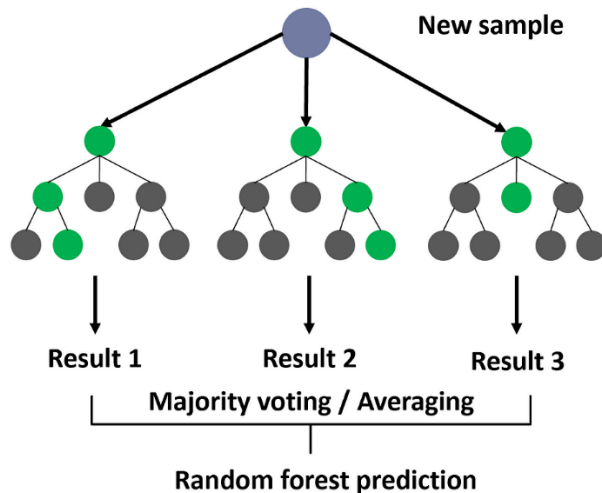 New sample
Result 1
Result 2
Result 3
Majority voting / Averaging
Random forest prediction